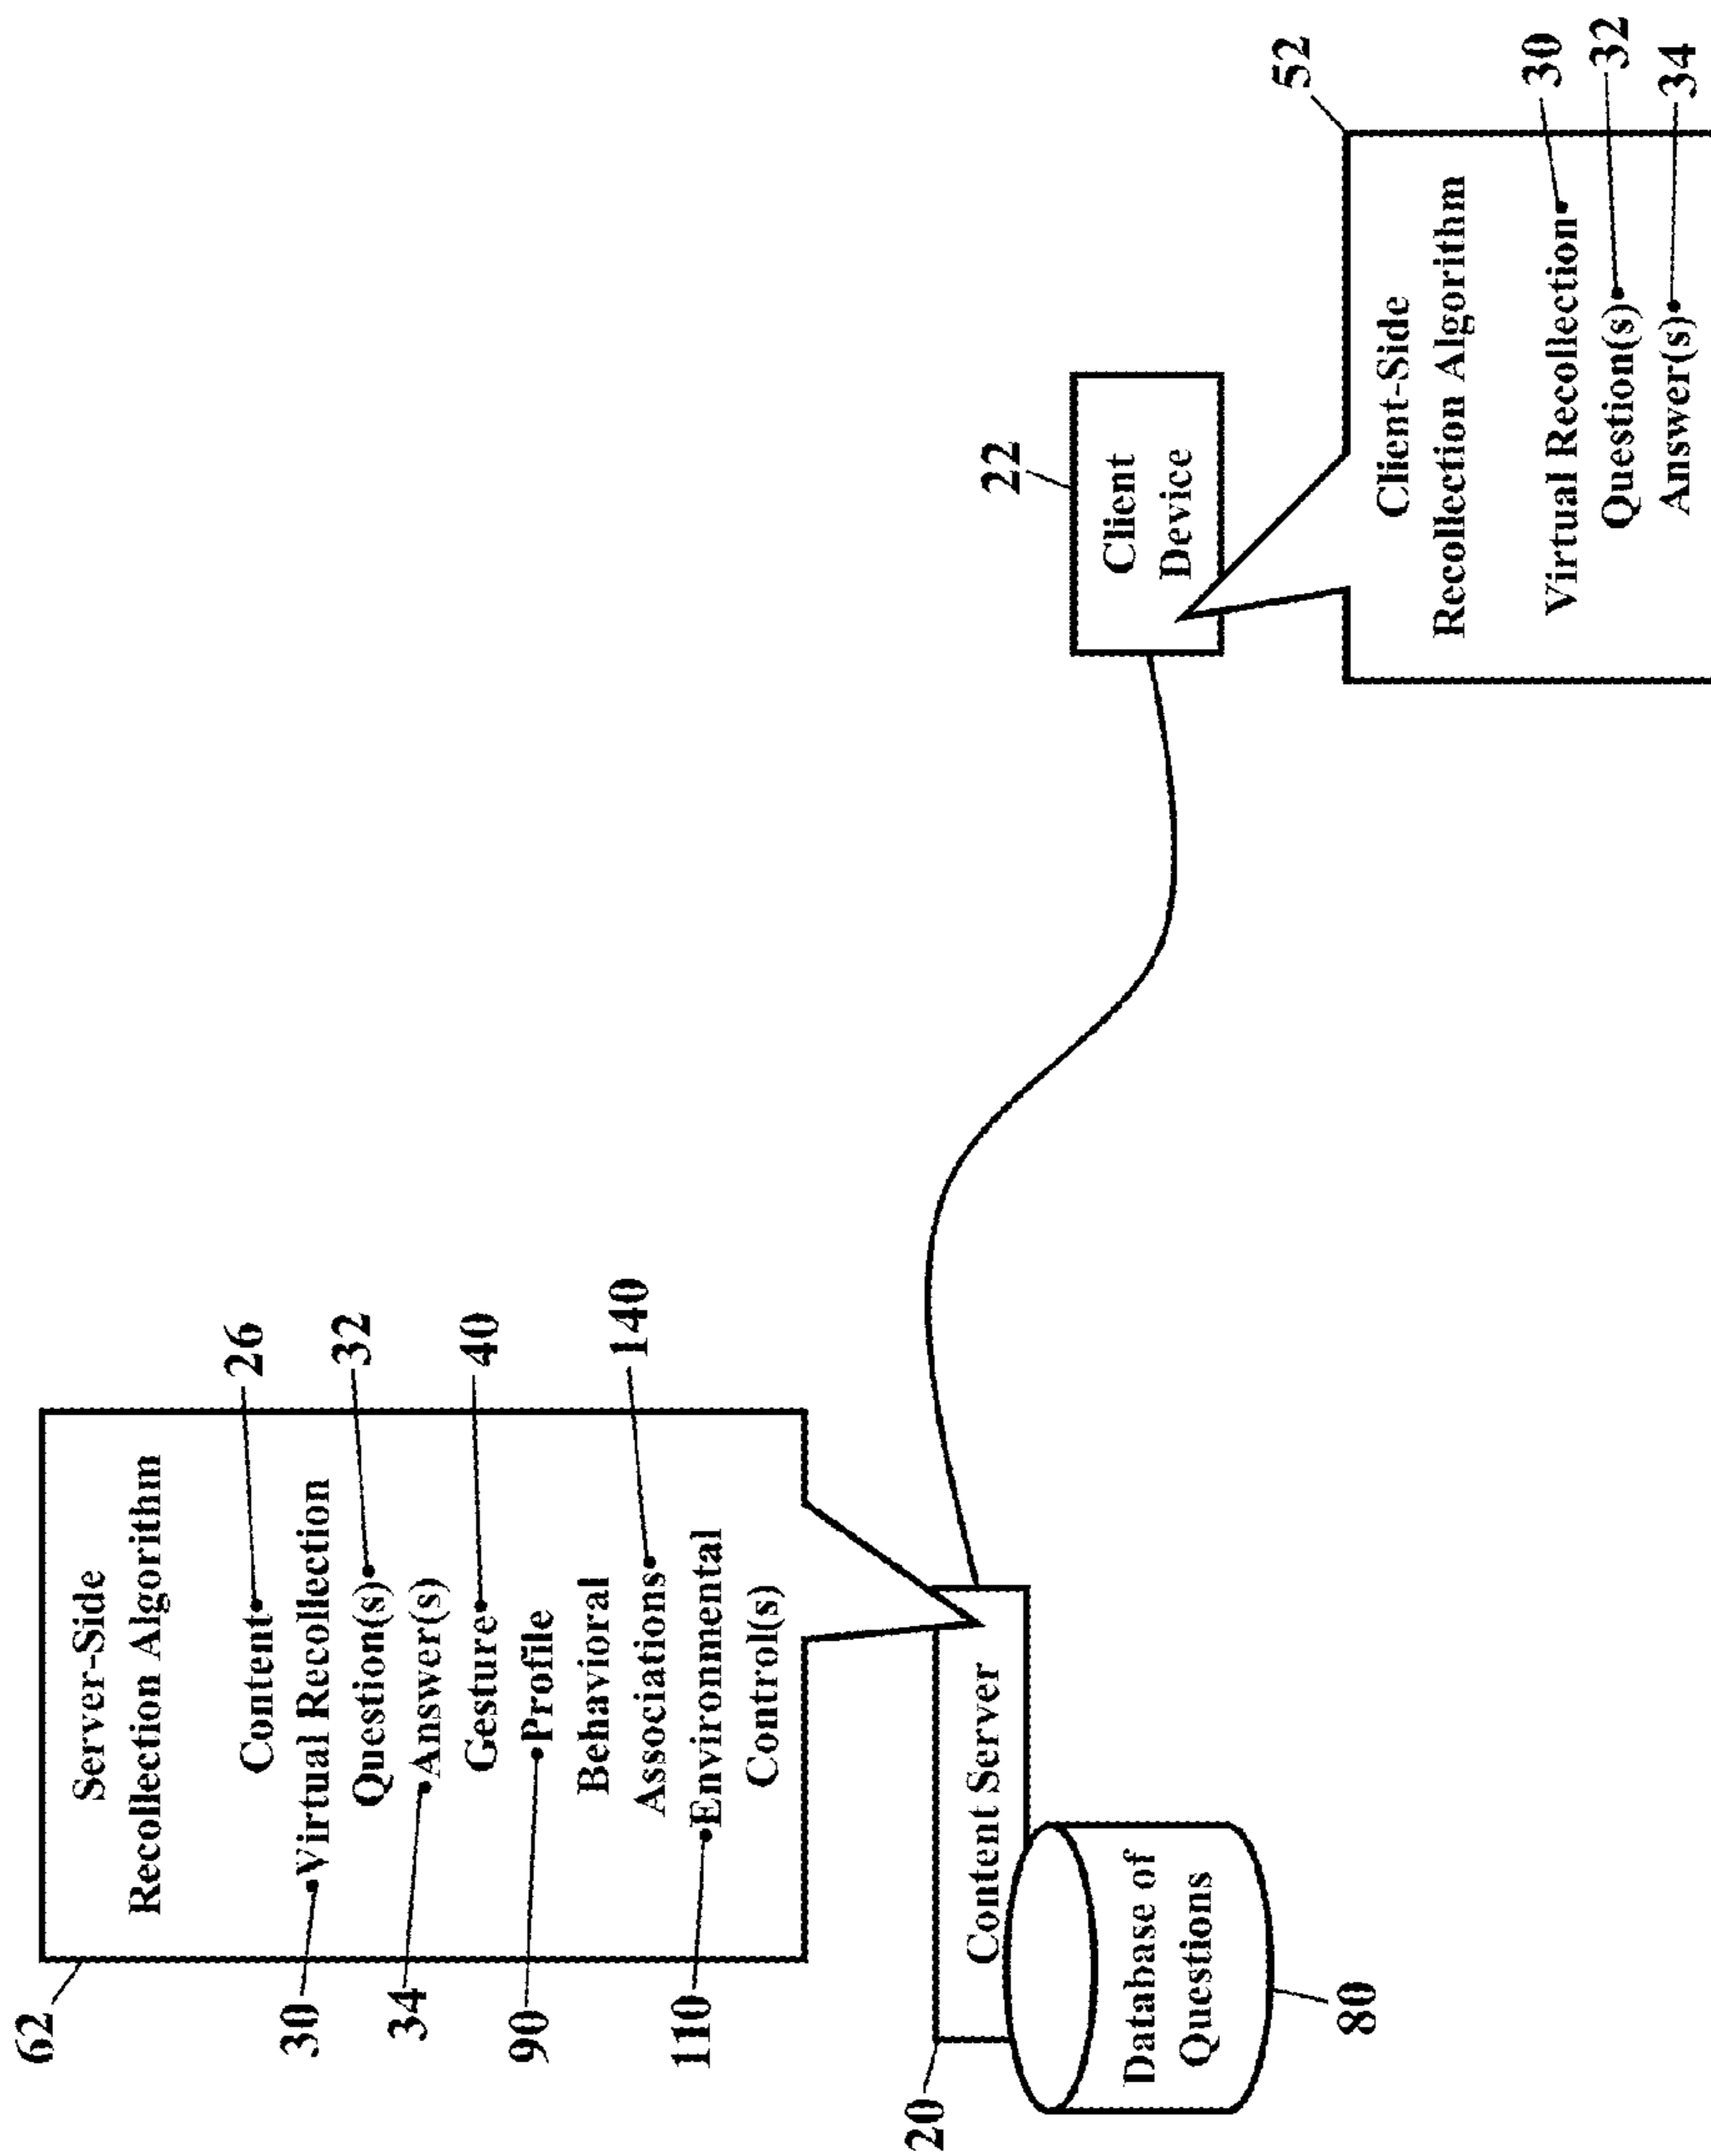 62
Server-Side
Recollection Algorithm
Content 26
30 Virtual Recollection
Question(s) 32
34 Answer(s)
Gesture 40
90 Profile
Behavioral
Associations 140
110 Environmental
Control(s)
20
Content Server
Database of
Questions
80
22
Client
Device
52
Client-Side
Recollection Algorithm
Virtual Recollection 30
Question(s) 32
Answer(s) 34